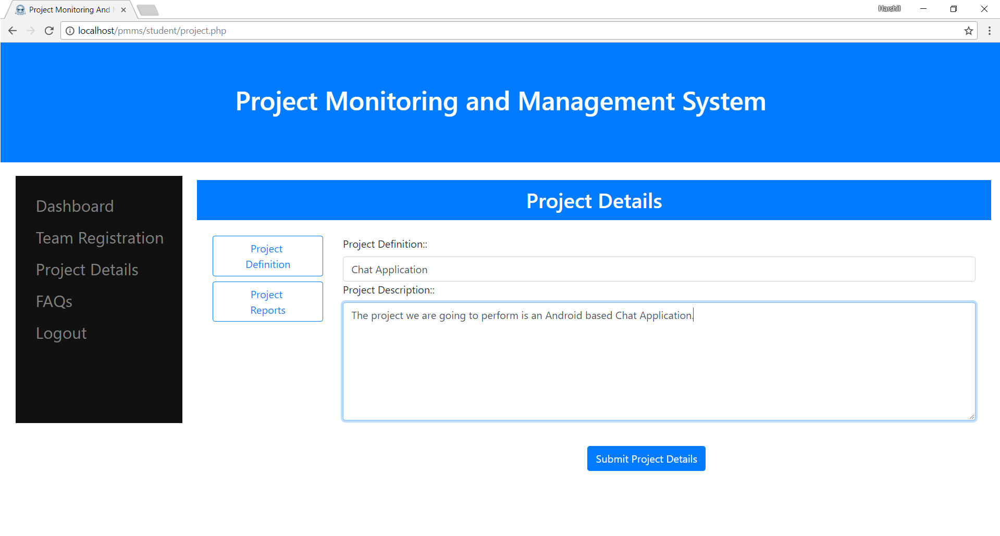 Project Monitoring And
Harshil
localhost/pmms/student/project.php
Project Monitoring and Management System
Dashboard
Team Registration
Project Details
FAQs
Logout
Project Details
Project
Definition
Project
Reports
Project Definition::
Chat Application
Project Description::
The project we are going to perform is an Android based Chat Application.
Submit Project Details